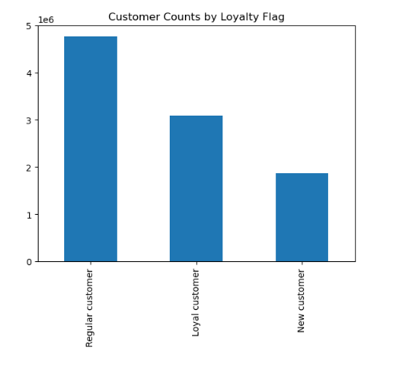 Customer Counts by Loyalty Flag
1e6
5
4
3
2
1
0
Regular customer
Loyal customer
New customer